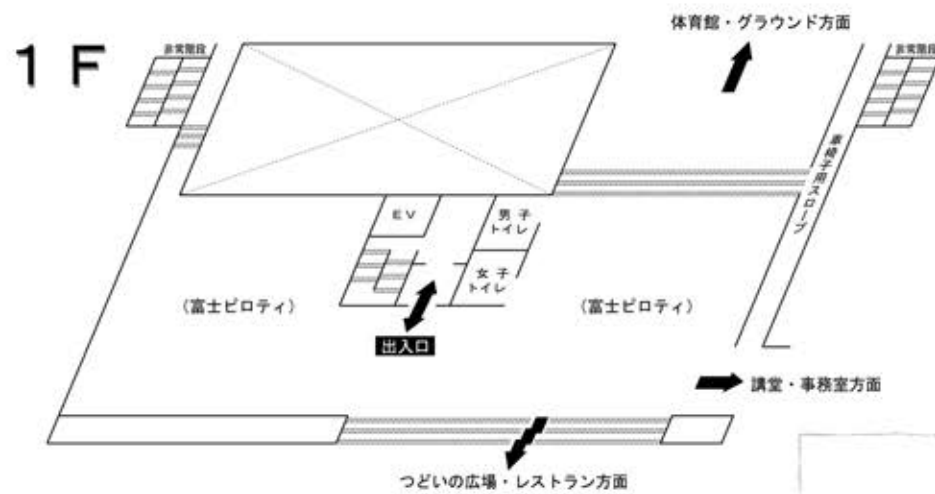 体育館・グラウンド方面
1F
非常階段
非常階段
車椅子用スロープ
EV
男子
トイレ
女子
トイレ
(富士ピロティ)
(富士ピロティ)
出入口
講堂・事務室方面
つどいの広場・レストラン方面